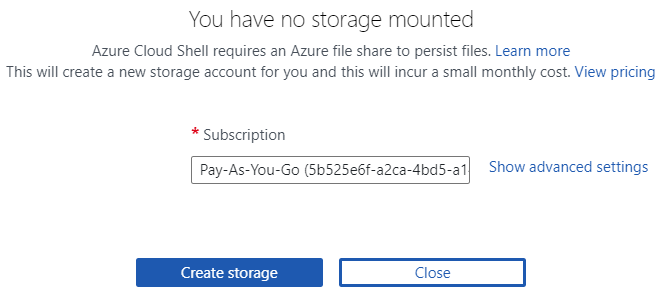 You have no storage mounted
Azure Cloud Shell requires an Azure file share to persist files. Learn more
This will create a new storage account for you and this will incur a small monthly cost. View pricing
* Subscription
Pay-As-You-Go (5b525e6f-a2ca-4bd5-a1
Show advanced settings
Create storage
Close